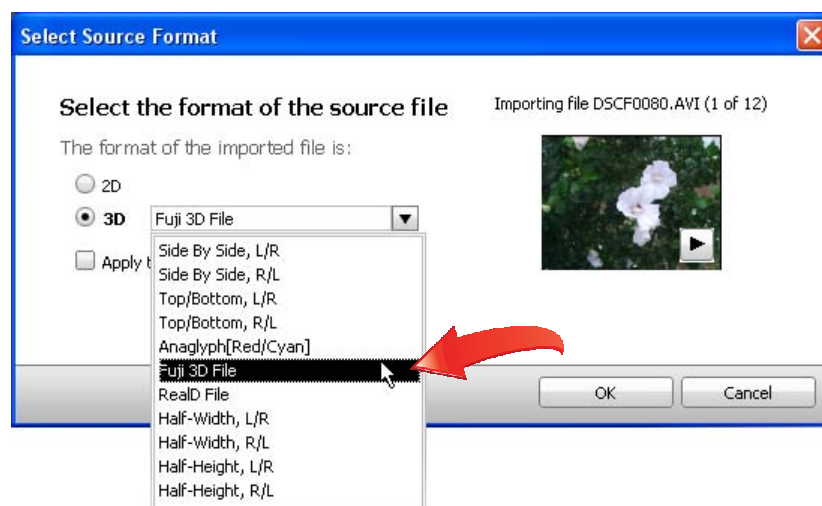 Select Source Format
Select the format of the source file
Importing file DSCF0080.AVI (1 of 12)
The format of the imported file is:
2D
3D
Fuji 3D File
Apply
Side By Side, L/R
Side By Side, R/L
Top/Bottom, L/R
Top/Bottom, R/L
Anaglyph[Red/Cyan]
Fuji 3D File
RealD File
Half-Width, L/R
Half-Width, R/L
Half-Height, L/R
Half-Height, R/L
OK
Cancel